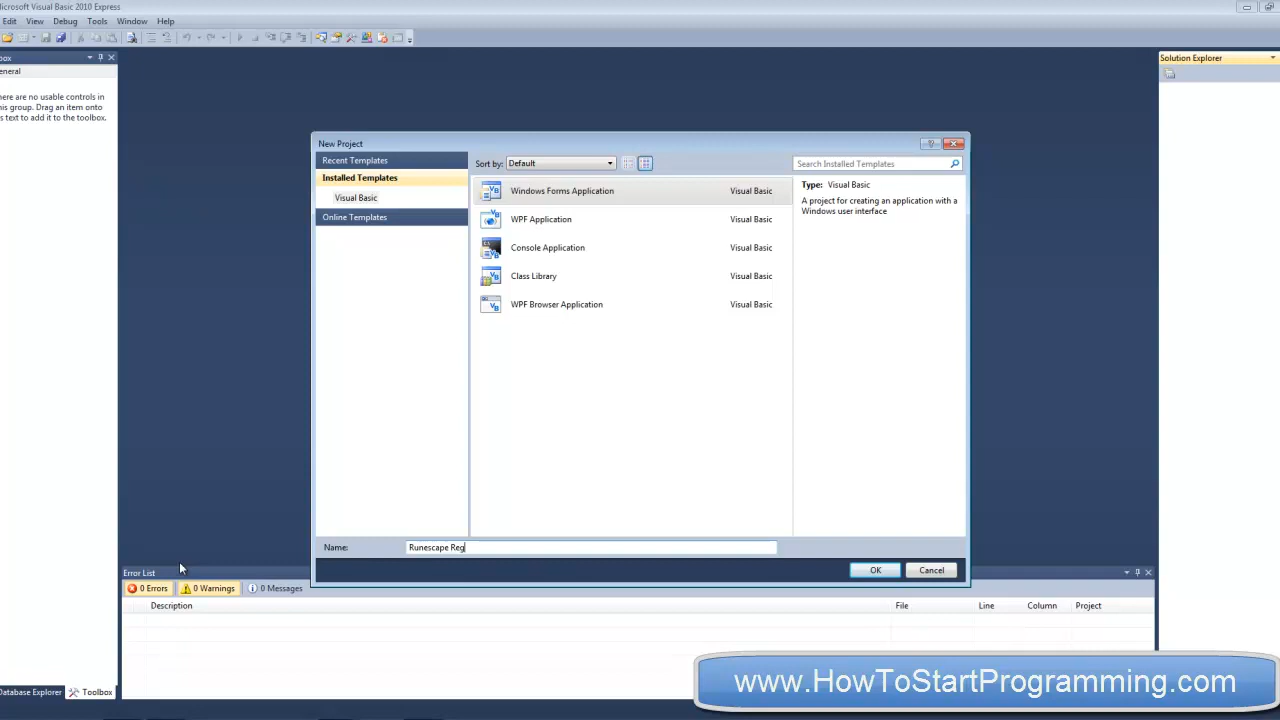 Microsoft Visual Basic 2010 Express
Edit View Debug Tools Window Help
Solution Explorer
General
here are no usable controls in
his group. Drag an item onto
s text to add it to the toolbox.
New Project
Recent Templates
Installed Templates
Visual Basic
Online Templates
Sort by: Default
Search Installed Templates
Windows Forms Application Visual Basic
WPF Application Visual Basic
Console Application Visual Basic
Class Library Visual Basic
WPF Browser Application Visual Basic
Type: Visual Basic
A project for creating an application with a
Windows user interface
Name: Runescape Reg
OK Cancel
Error List
0 Errors 0 Warnings 0 Messages
Description File Line Column Project
Database Explorer Toolbox
www.HowToStartProgramming.com